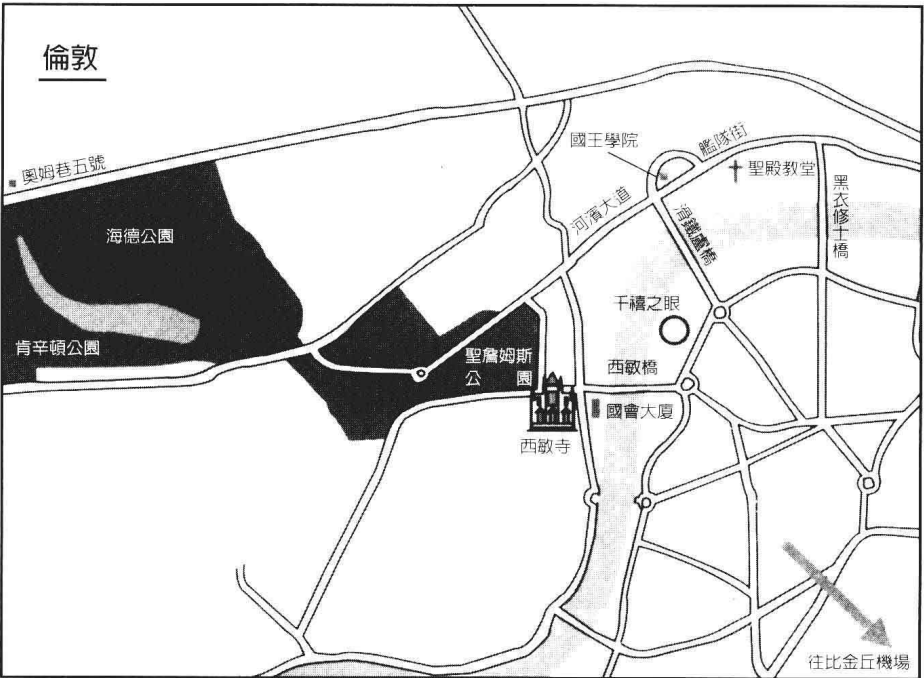 倫敦
奧姆巷五號
海德公園
肯辛頓公園
國王學院
艦隊街
聖殿教堂
河濱大道
滑鐵盧橋
黑衣修士橋
千禧之眼
聖詹姆斯
公園
西敏橋
國會大廈
西敏寺
往比金丘機場